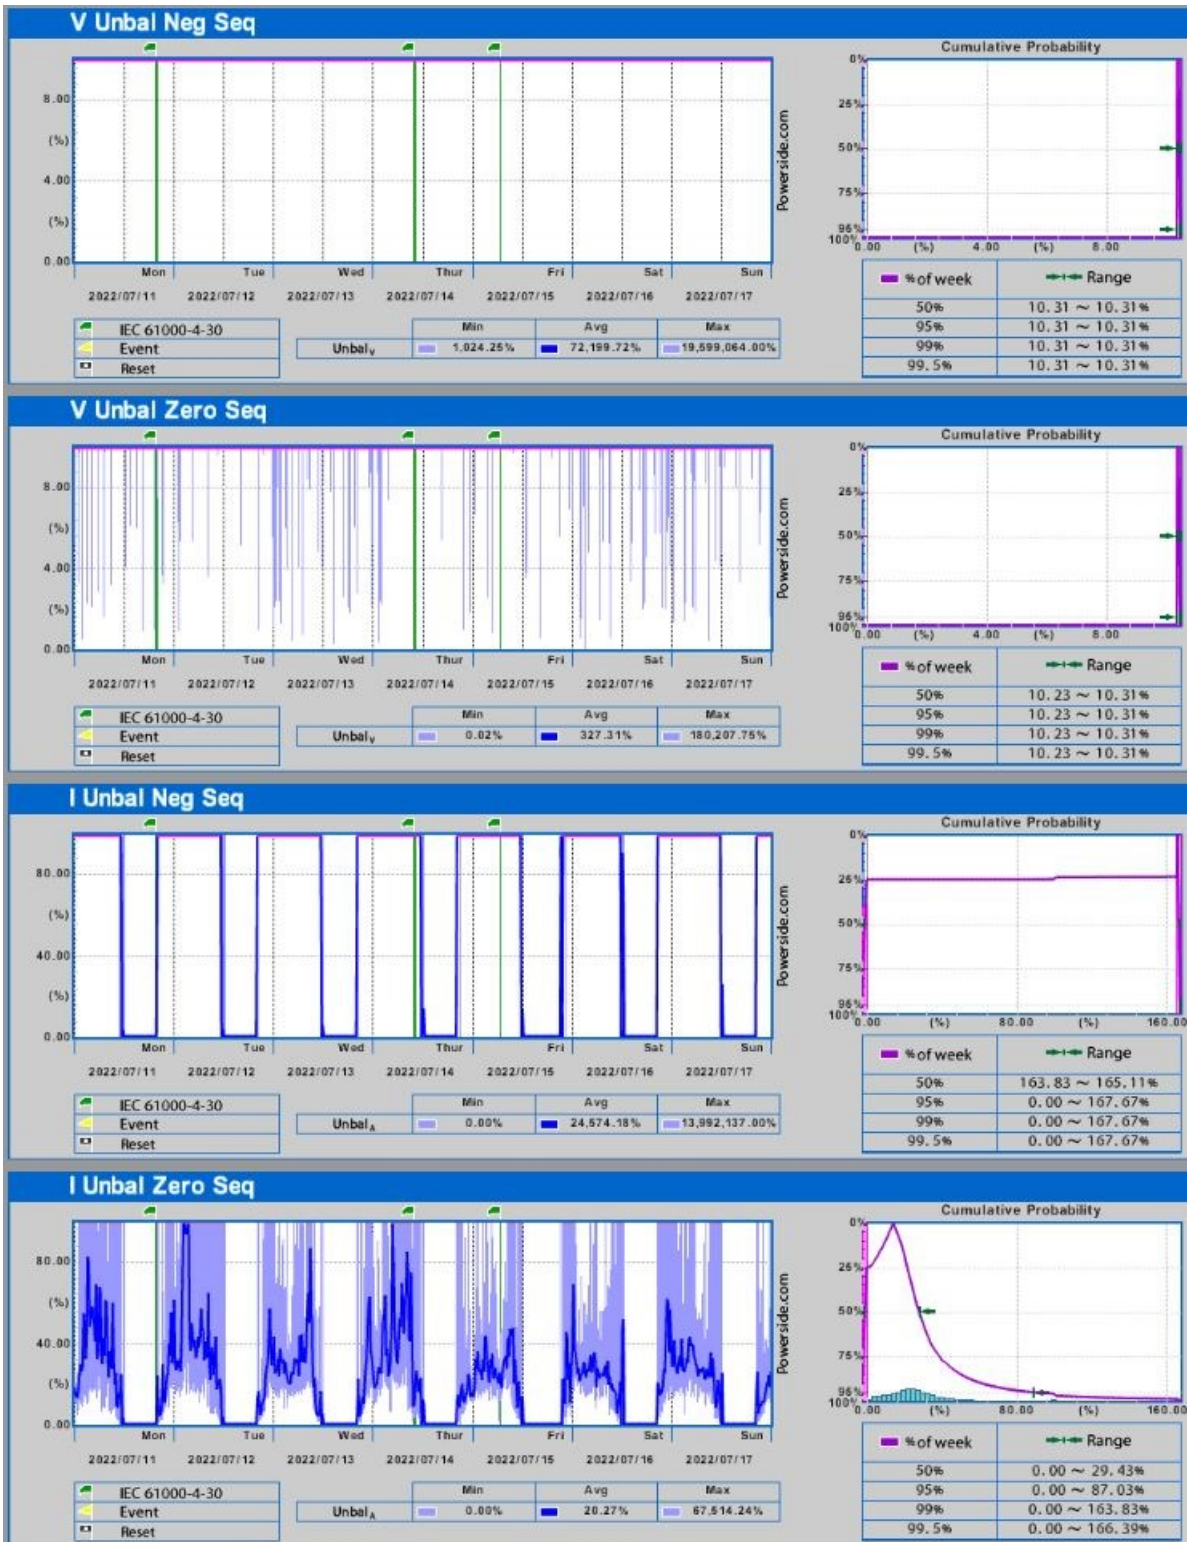 V Unbal Neg Seq
Cumulative Probability
8.00
(%)
4.00
(%)
0.00
Mon Tue Wed Thur Fri Sat Sun
2022/07/11 2022/07/12 2022/07/13 2022/07/14 2022/07/15 2022/07/16 2022/07/17
Powerside.com
0%
25%
50%
75%
95%
100%
0.00 (%) 4.00 (%) 8.00
% of week Range
50% 10.31 ~ 10.31%
95% 10.31 ~ 10.31%
99% 10.31 ~ 10.31%
99.5% 10.31 ~ 10.31%
IEC 61000-4-30
Event
Reset
Min Avg Max
Unbalv 1,024.25% 72,199.72% 19,599,064.00%
V Unbal Zero Seq
Cumulative Probability
8.00
(%)
4.00
(%)
0.00
Mon Tue Wed Thur Fri Sat Sun
2022/07/11 2022/07/12 2022/07/13 2022/07/14 2022/07/15 2022/07/16 2022/07/17
Powerside.com
0%
25%
50%
75%
95%
100%
0.00 (%) 4.00 (%) 8.00
% of week Range
50% 10.23 ~ 10.31%
95% 10.23 ~ 10.31%
99% 10.23 ~ 10.31%
99.5% 10.23 ~ 10.31%
IEC 61000-4-30
Event
Reset
Min Avg Max
Unbalv 0.02% 327.31% 180,207.75%
I Unbal Neg Seq
Cumulative Probability
80.00
(%)
40.00
(%)
0.00
Mon Tue Wed Thur Fri Sat Sun
2022/07/11 2022/07/12 2022/07/13 2022/07/14 2022/07/15 2022/07/16 2022/07/17
Powerside.com
0%
25%
50%
75%
95%
100%
0.00 (%) 80.00 (%) 160.00
% of week Range
50% 163.83 ~ 165.11%
95% 0.00 ~ 167.67%
99% 0.00 ~ 167.67%
99.5% 0.00 ~ 167.67%
IEC 61000-4-30
Event
Reset
Min Avg Max
UnbalA 0.00% 24,574.18% 13,992,137.00%
I Unbal Zero Seq
Cumulative Probability
80.00
(%)
40.00
(%)
0.00
Mon Tue Wed Thur Fri Sat Sun
2022/07/11 2022/07/12 2022/07/13 2022/07/14 2022/07/15 2022/07/16 2022/07/17
Powerside.com
0%
25%
50%
75%
95%
100%
0.00 (%) 80.00 (%) 160.00
% of week Range
50% 0.00 ~ 29.43%
95% 0.00 ~ 87.03%
99% 0.00 ~ 163.83%
99.5% 0.00 ~ 166.39%
IEC 61000-4-30
Event
Reset
Min Avg Max
UnbalA 0.00% 20.27% 67,514.24%